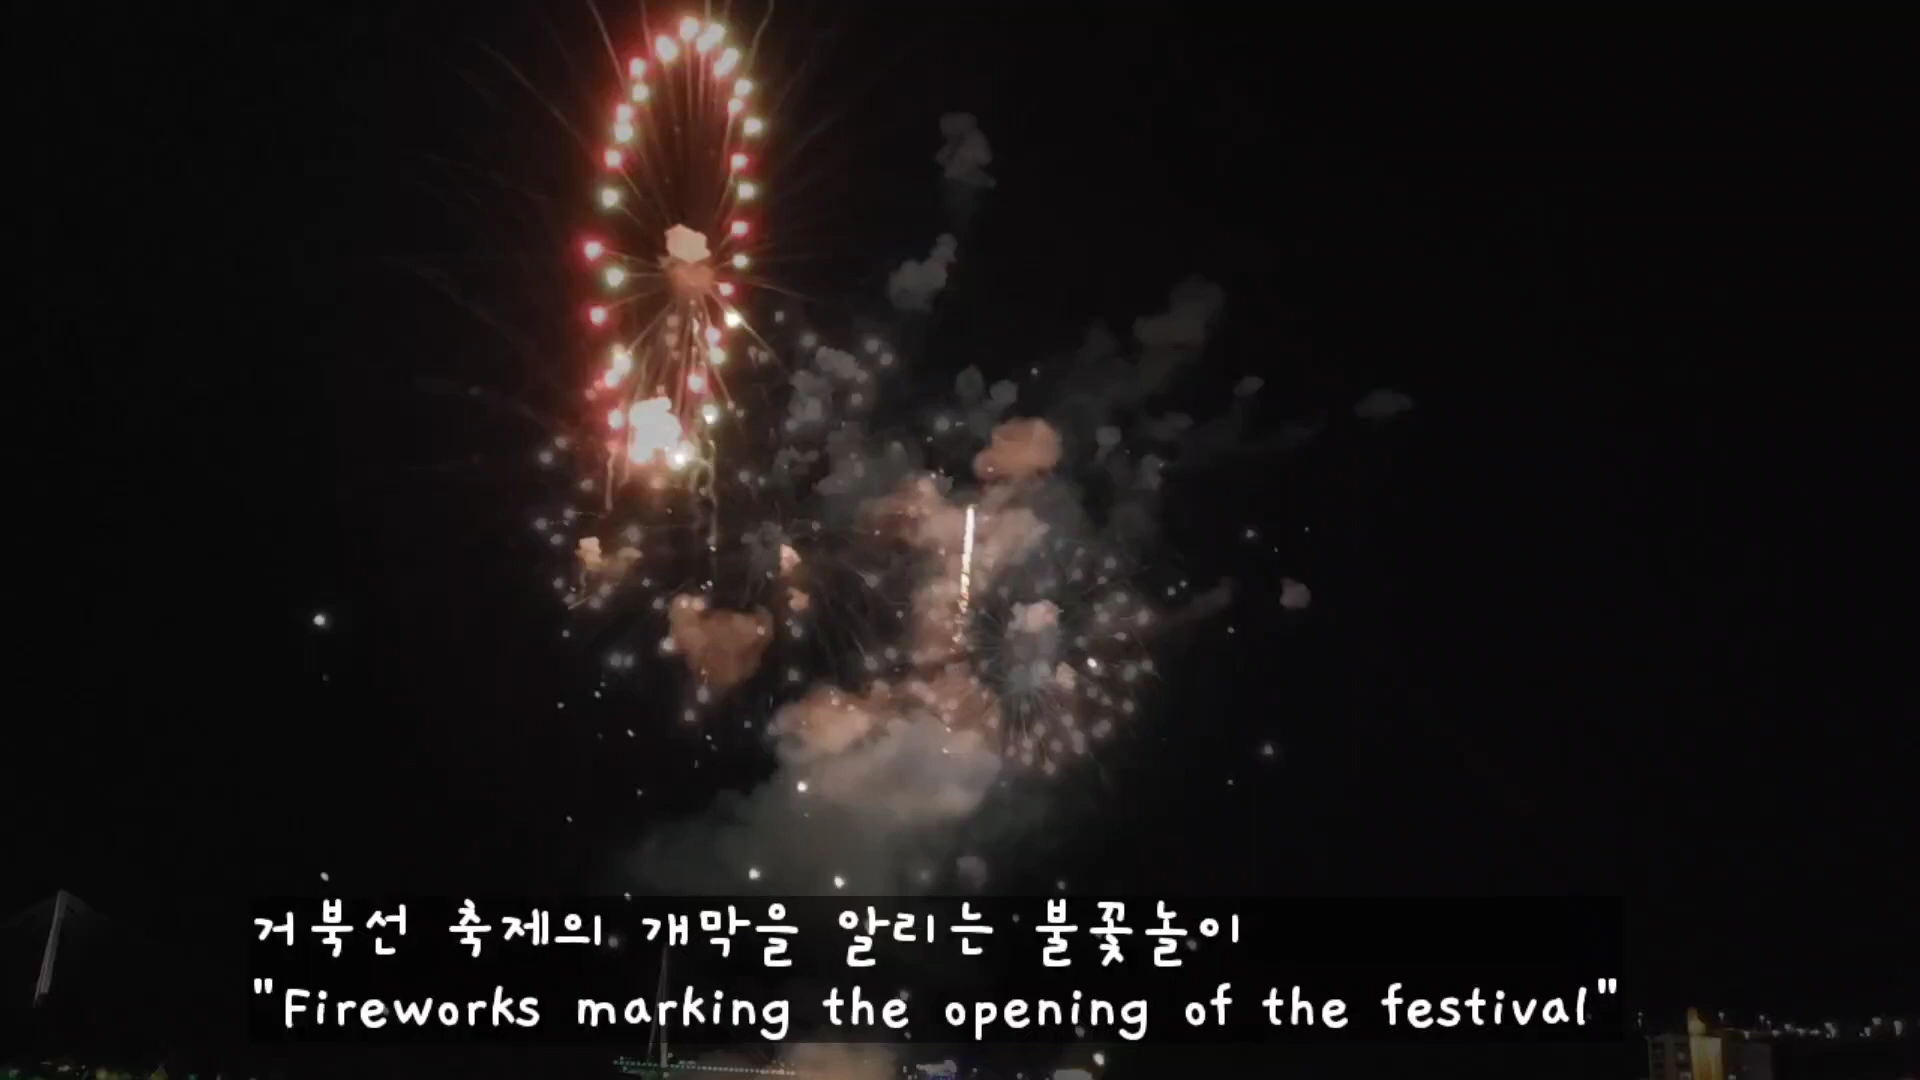 거북선 축제의 개막을 알리는 불꽃놀이
"Fireworks marking the opening of the festival"